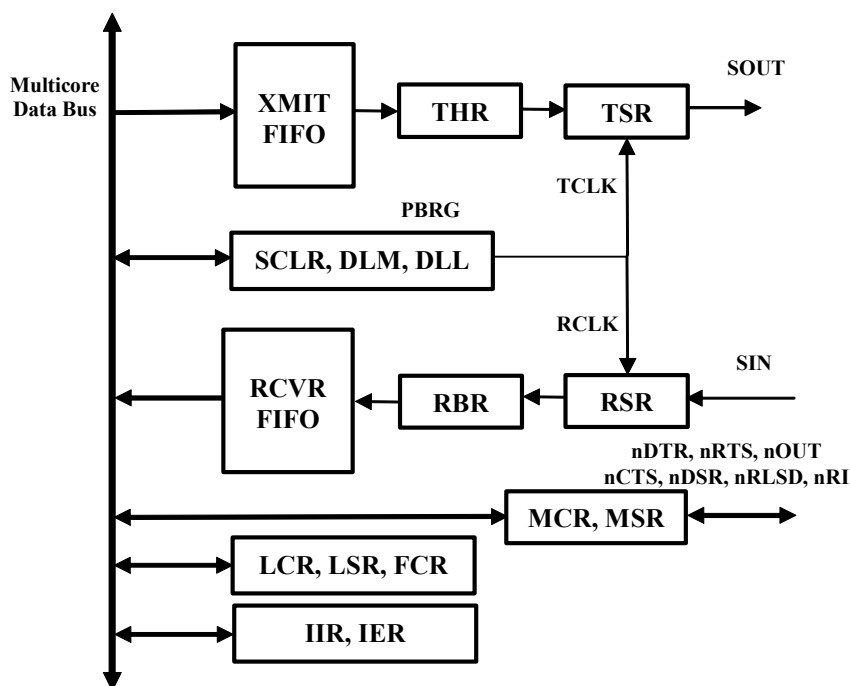 Multicore
Data Bus
XMIT
FIFO
THR
TSR
SOUT
TCLK
PBRG
SCLR, DLM, DLL
RCLK
SIN
RCVR
FIFO
RBR
RSR
nDTR, nRTS, nOUT
nCTS, nDSR, nRLSD, nRI
MCR, MSR
LCR, LSR, FCR
IIR, IER